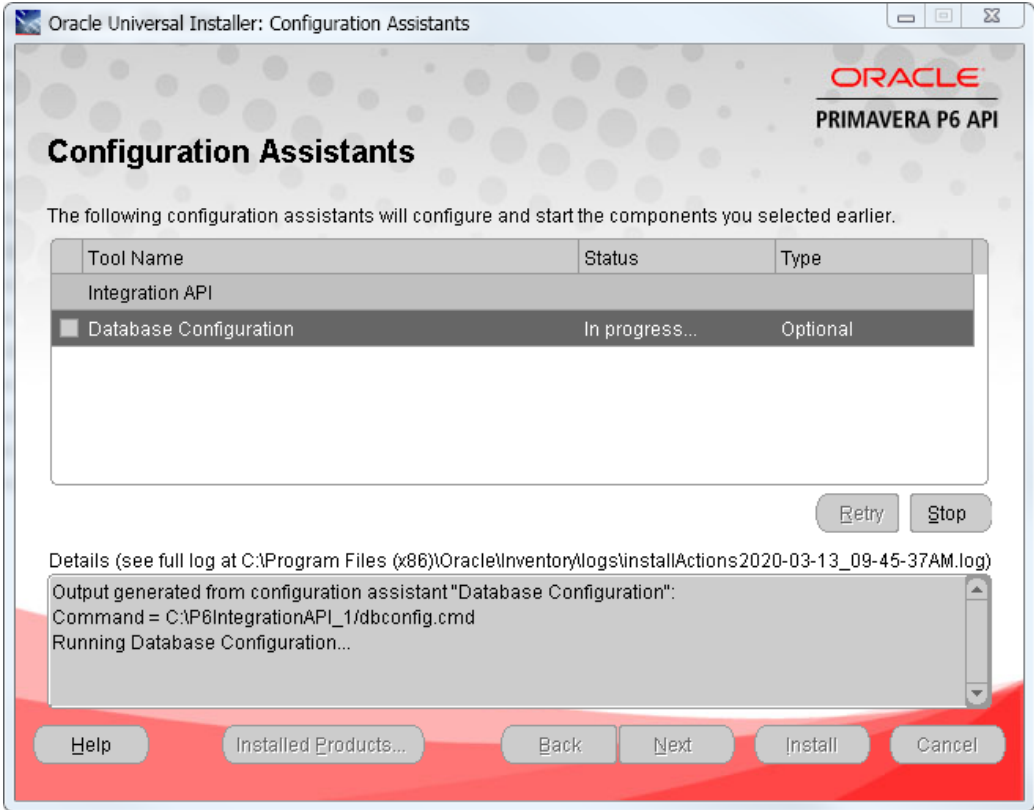 Oracle Universal Installer: Configuration Assistants
ORACLE
PRIMAVERA P6 API
Configuration Assistants
The following configuration assistants will configure and start the components you selected earlier.
Tool Name Status Type
Integration API
Database Configuration In progress... Optional
Retry Stop
Details (see full log at C:\Program Files (x86)\Oracle\Inventory\logs\installActions2020-03-13_09-45-37AM.log)
Output generated from configuration assistant "Database Configuration":
Command = C:\P6IntegrationAPI_1/dbconfig.cmd
Running Database Configuration...
Help Installed Products... Back Next Install Cancel